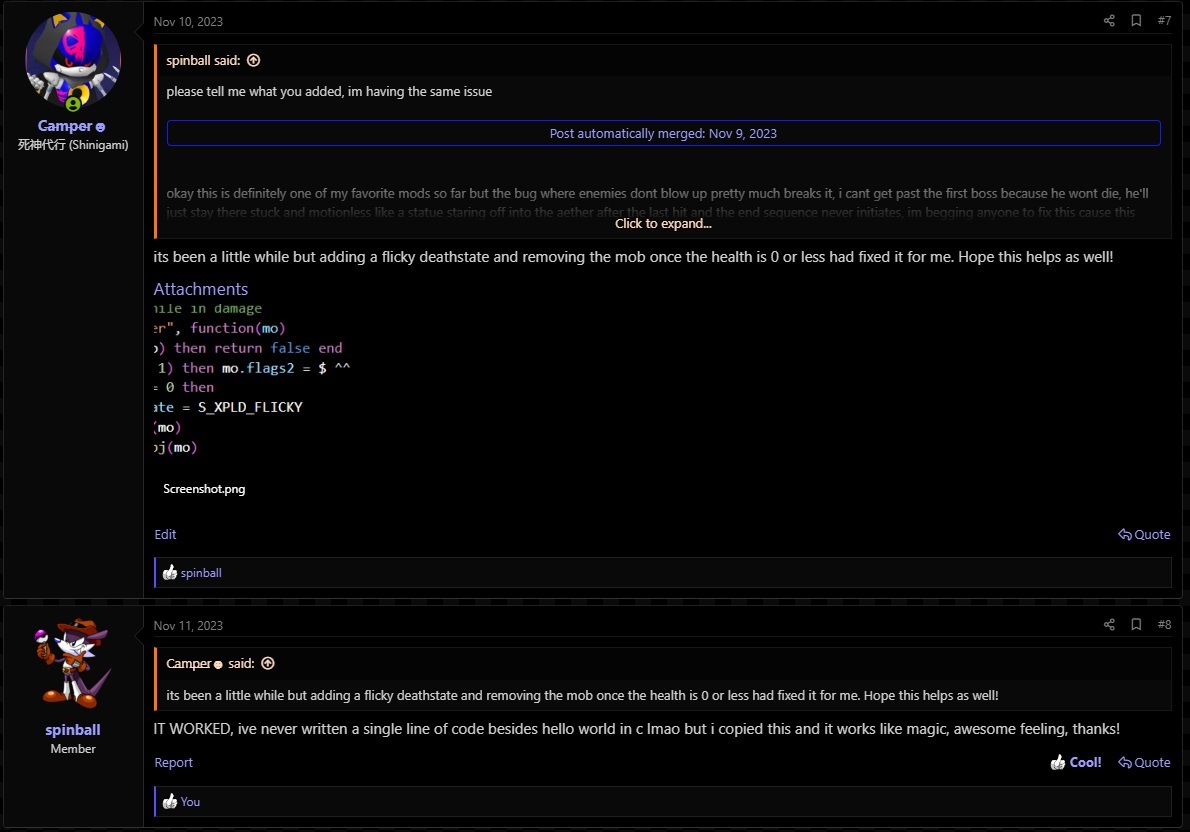 Nov 10, 2023
#7
Camper☻
死神代行 (Shinigami)
spinball said:
please tell me what you added, im having the same issue
Post automatically merged: Nov 9, 2023
okay this is definitely one of my favorite mods so far but the bug where enemies dont blow up pretty much breaks it, i cant get past the first boss because he wont die, he'll
just stay there stuck and motionless like a statue staring off into the aether after the last hit and the end sequence never initiates, im begging anyone to fix this cause this
Click to expand...
its been a little while but adding a flicky deathstate and removing the mob once the health is 0 or less had fixed it for me. Hope this helps as well!
Attachments
hile in damage
er", function(mo)
o) then return false end
1) then mo.flags2 = $ ^^
= 0 then
ate = S_XPLD_FLICKY
(mo)
oj(mo)
Screenshot.png
Edit
Quote
spinball
Nov 11, 2023
#8
spinball
Member
Camper☻ said:
its been a little while but adding a flicky deathstate and removing the mob once the health is 0 or less had fixed it for me. Hope this helps as well!
IT WORKED, ive never written a single line of code besides hello world in c lmao but i copied this and it works like magic, awesome feeling, thanks!
Report
Cool!
Quote
You